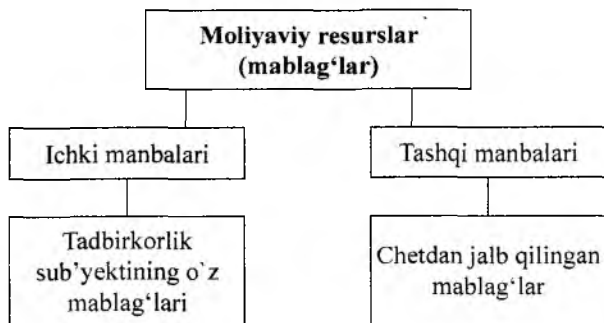 Moliyaviy resurslar
(mablag‘lar)
Ichki manbalari
Tashqi manbalari
Tadbirkorlik
sub’yektining o`z
mablag‘lari
Chetdan jalb qilingan
mablag‘lar